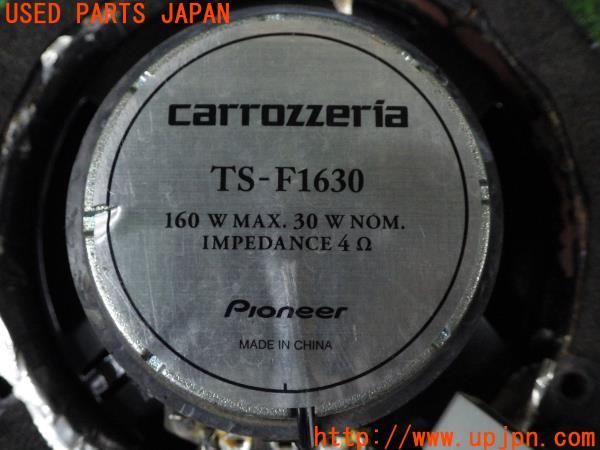 USED PARTS JAPAN
carrozzeria
TS-F1630
160 W MAX. 30 W NOM.
IMPEDANCE 4 Ω
Pioneer
MADE IN CHINA
UPJ
http://www.upjpn.com